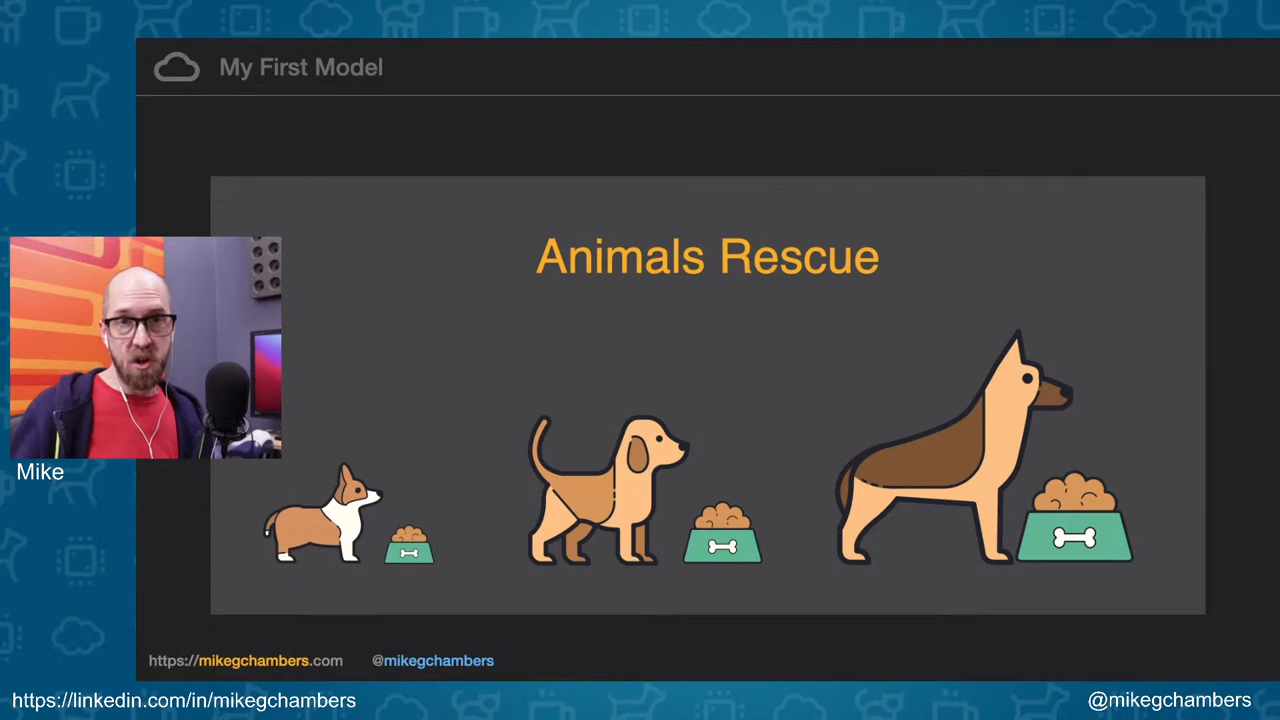 My First Model
Animals Rescue
Mike
https://mikegchambers.com
@mikegchambers
https://linkedin.com/in/mikegchambers
@mikegchambers